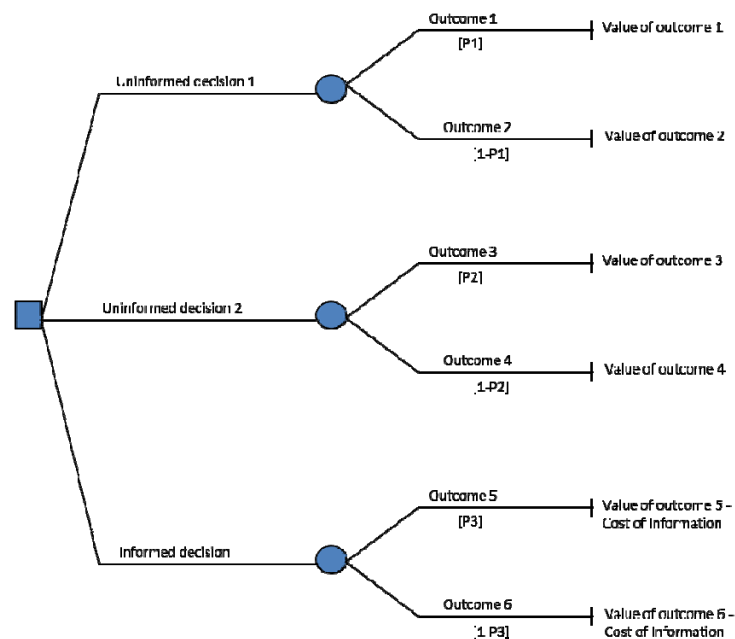 Outcome 1
[P1]
Value of outcome 1
Uninformed decision 1
Outcome 2
[1-P1]
Value of outcome 2
Outcome 3
[P2]
Value of outcome 3
Uninformed decision 2
Outcome 4
[1-P2]
Value of outcome 4
Outcome 5
[P3]
Value of outcome 5 -
Cost of Information
Informed decision
Outcome 6
[1 P3]
Value of outcome 6 -
Cost of Information